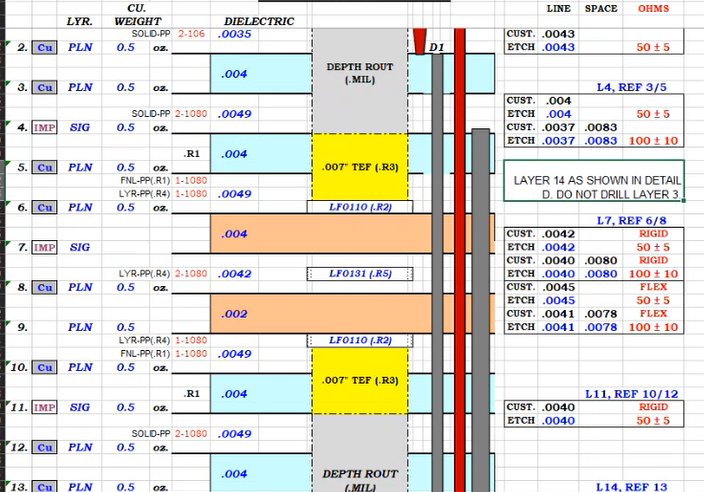 CU. LINE SPACE OHMS
LYR. WEIGHT DIELECTRIC
SOLID-PP 2-106 .0035 CUST. .0043
2. Cu PLN 0.5 oz. D1 ETCH .0043 50 ± 5
.004 DEPTH ROUT
(.MIL)
3. Cu PLN 0.5 oz. L4, REF 3/5
CUST. .004
SOLID-PP 2-1080 .0049 ETCH .004 50 ± 5
4. IMP SIG 0.5 oz. CUST. .0037 .0083
ETCH .0037 .0083 100 ± 10
.R1 .004
5. Cu PLN 0.5 oz. .007" TEF (.R3)
FNL-PP(.R1) 1-1080 LAYER 14 AS SHOWN IN DETAIL
LYR-PP(.R4) 1-1080 .0049 D. DO NOT DRILL LAYER 3.
6. Cu PLN 0.5 oz. LF0110 (.R2)
L7, REF 6/8
.004 CUST. .0042 RIGID
7. IMP SIG ETCH .0042 50 ± 5
CUST. .0040 .0080 RIGID
LYR-PP(.R4) 2-1080 .0042 LF0131 (.R5) ETCH .0040 .0080 100 ± 10
8. Cu PLN 0.5 oz. CUST. .0045 FLEX
ETCH .0045 50 ± 5
.002 CUST. .0041 .0078 FLEX
9. PLN 0.5 oz. ETCH .0041 .0078 100 ± 10
LYR-PP(.R4) 1-1080 LF0110 (.R2)
FNL-PP(.R1) 1-1080 .0049
10. Cu PLN 0.5 oz.
.007" TEF (.R3)
.R1 .004 L11, REF 10/12
11. IMP SIG 0.5 oz. CUST. .0040 RIGID
ETCH .0040 50 ± 5
SOLID-PP 2-1080 .0049
12. Cu PLN 0.5 oz.
.004 DEPTH ROUT
13. Cu PLN 0.5 oz. (.MIL) L14, REF 13